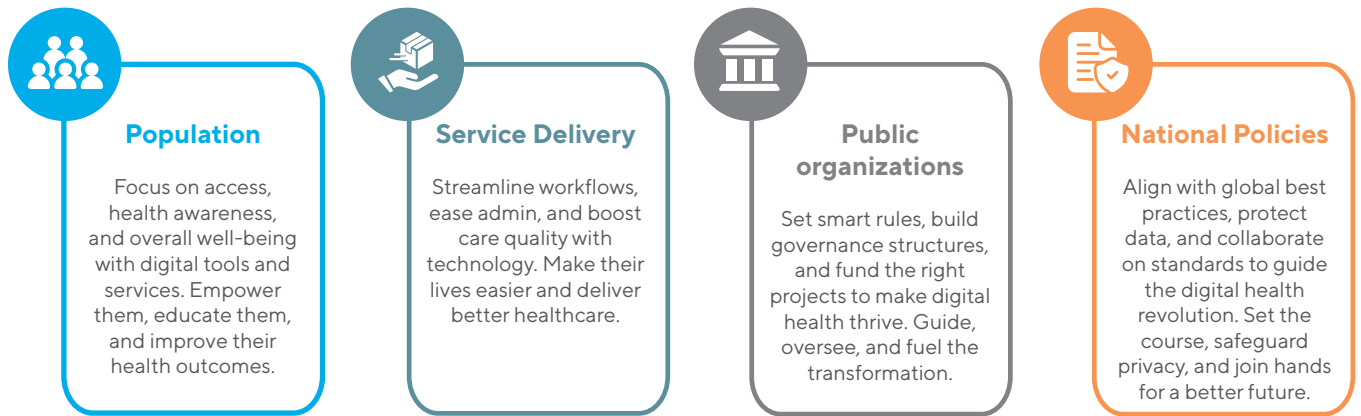 Population
Focus on access,
health awareness,
and overall well-being
with digital tools and
services. Empower
them, educate them,
and improve their
health outcomes.
Service Delivery
Streamline workflows,
ease admin, and boost
care quality with
technology. Make their
lives easier and deliver
better healthcare.
Public
organizations
Set smart rules, build
governance structures,
and fund the right
projects to make digital
health thrive. Guide,
oversee, and fuel the
transformation.
National Policies
Align with global best
practices, protect
data, and collaborate
on standards to guide
the digital health
revolution. Set the
course, safeguard
privacy, and join hands
for a better future.